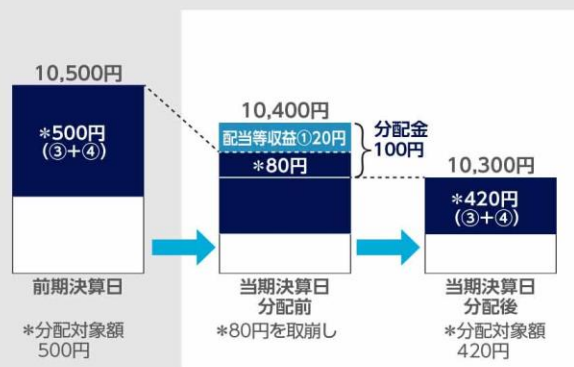 10,500円
*500円
(③+④)
前期決算日
*分配対象額
500円
10,400円
配当等収益①20円
*80円
分配金
100円
当期決算日
分配前
*80円を取崩し
10,300円
*420円
(③+④)
当期決算日
分配後
*分配対象額
420円